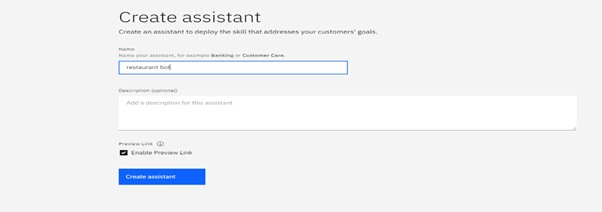 Create assistant
Create an assistant to deploy the skill that addresses your customers' goals.
Name
Name your assistant, for example Banking or Customer Care.
restaurant bot
Description (optional)
Add a description for this assistant
Preview Link
Enable Preview Link
Create assistant